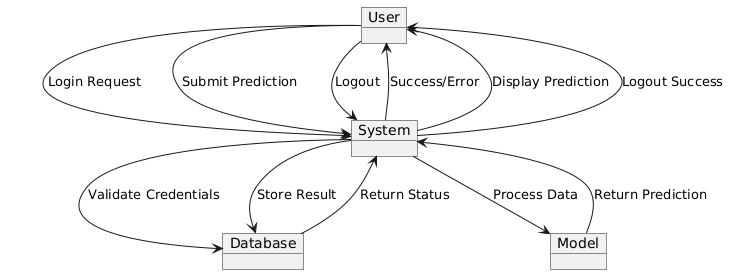 User
Login Request
Submit Prediction
Logout
Success/Error
Display Prediction
Logout Success
System
Validate Credentials
Store Result
Return Status
Process Data
Return Prediction
Database
Model